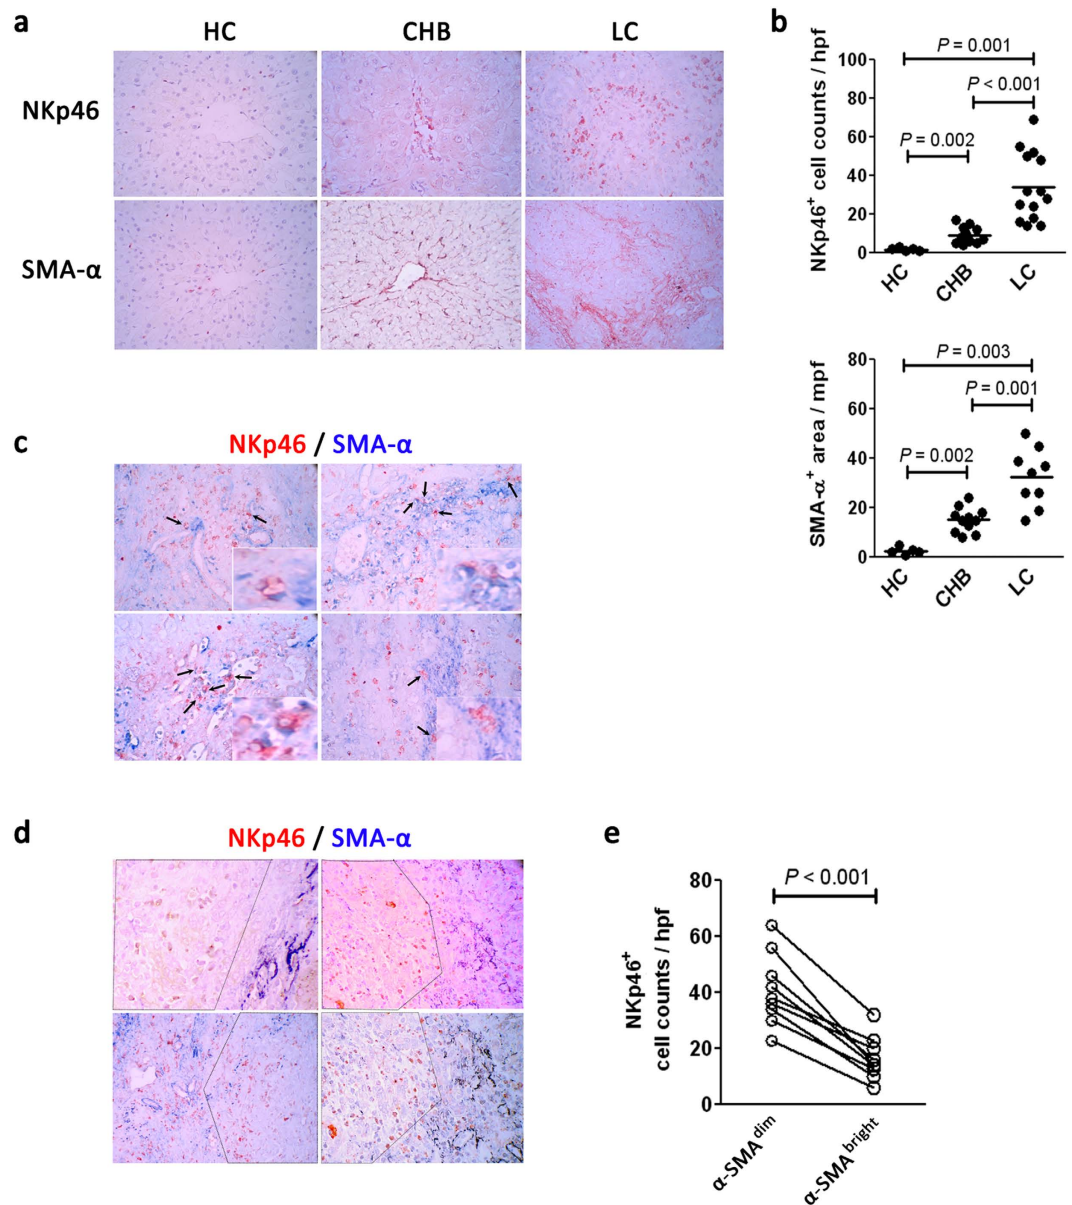 a
HC CHB LC
NKp46
SMA-α
b
NKp46+ cell counts / hpf
100
80
60
40
20
0
P = 0.001
P < 0.001
P = 0.002
HC CHB LC
SMA-α+ area / mpf
80
60
40
20
0
P = 0.003
P = 0.001
P = 0.002
HC CHB LC
c
NKp46 / SMA-α
d
NKp46 / SMA-α
e
NKp46+
cell counts / hpf
80
60
40
20
0
P < 0.001
α-SMAdim α-SMAbright